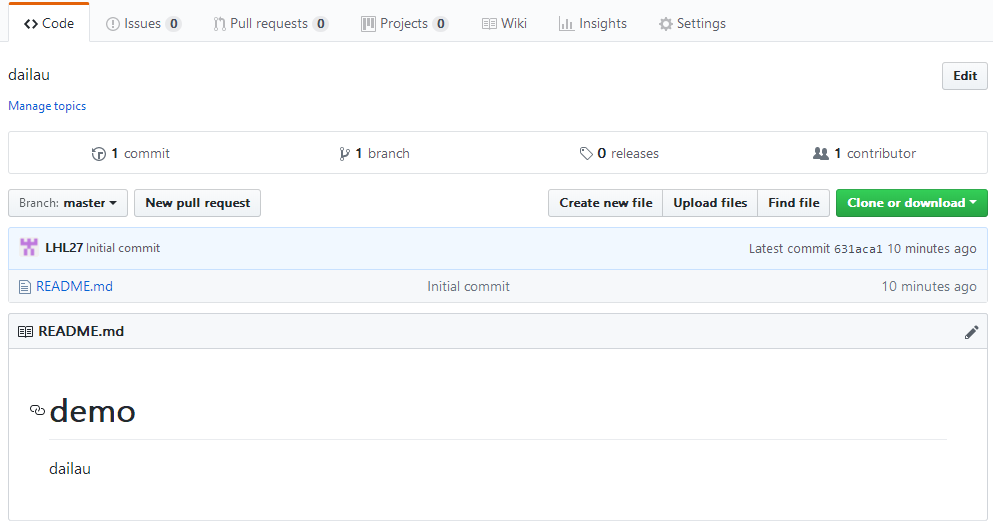 Code Issues 0 Pull requests 0 Projects 0 Wiki Insights Settings
dailau Edit
Manage topics
1 commit 1 branch 0 releases 1 contributor
Branch: master New pull request Create new file Upload files Find file Clone or download
LHL27 Initial commit Latest commit 631aca1 10 minutes ago
README.md Initial commit 10 minutes ago
README.md
demo
dailau